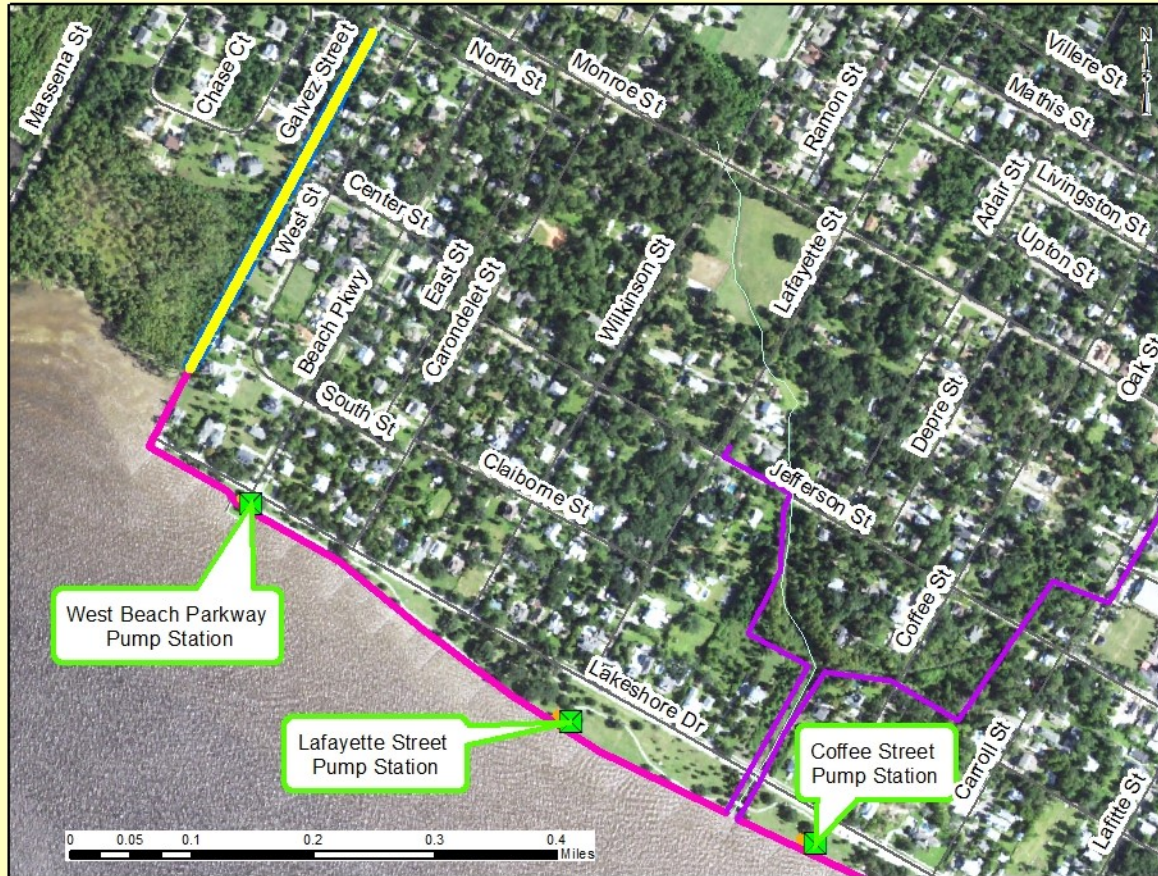 Massena St
Chase Ct
Galvez Street
North St
Monroe St
Ramon St
Villere St
Mathis St
N
West St
Center St
East St
Beach Pkwy
Carondelet St
Wilkinson St
Lafayette St
Adair St
Livingston St
Upton St
Oak St
South St
Claiborne St
Depre St
Jefferson St
Coffee St
West Beach Parkway
Pump Station
Lakeshore Dr
Lafayette Street
Pump Station
Coffee Street
Pump Station
Carroll St
Lafitte St
0 0.05 0.1 0.2 0.3 0.4
Miles